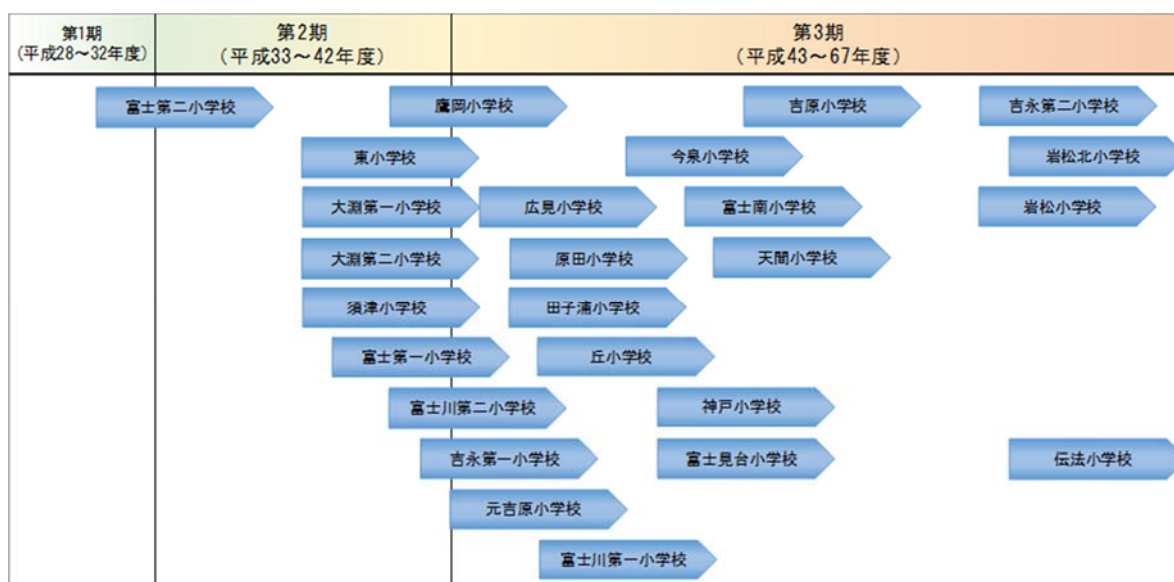 第1期
(平成28～32年度)
第2期
(平成33～42年度)
第3期
(平成43～67年度)
富士第二小学校
鷹岡小学校
吉原小学校
吉永第二小学校
東小学校
今泉小学校
岩松北小学校
大淵第一小学校
広見小学校
富士南小学校
岩松小学校
大淵第二小学校
原田小学校
天間小学校
須津小学校
田子浦小学校
富士第一小学校
丘小学校
富士川第二小学校
神戸小学校
吉永第一小学校
富士見台小学校
伝法小学校
元吉原小学校
富士川第一小学校